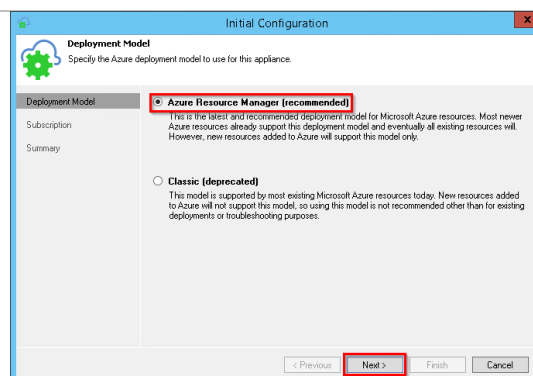 Initial Configuration
x
Deployment Model
Specify the Azure deployment model to use for this appliance.
Deployment Model
Subscription
Summary
Azure Resource Manager (recommended)
This is the latest and recommended deployment model for Microsoft Azure resources. Most newer
Azure resources already support this deployment model and eventually all existing resources will.
However, new resources added to Azure will support this model only.
Classic (deprecated)
This model is supported by most existing Microsoft Azure resources today. New resources added
to Azure will not support this model, so using this model is not recommended other than for existing
deployments or troubleshooting purposes.
< Previous Next > Finish Cancel